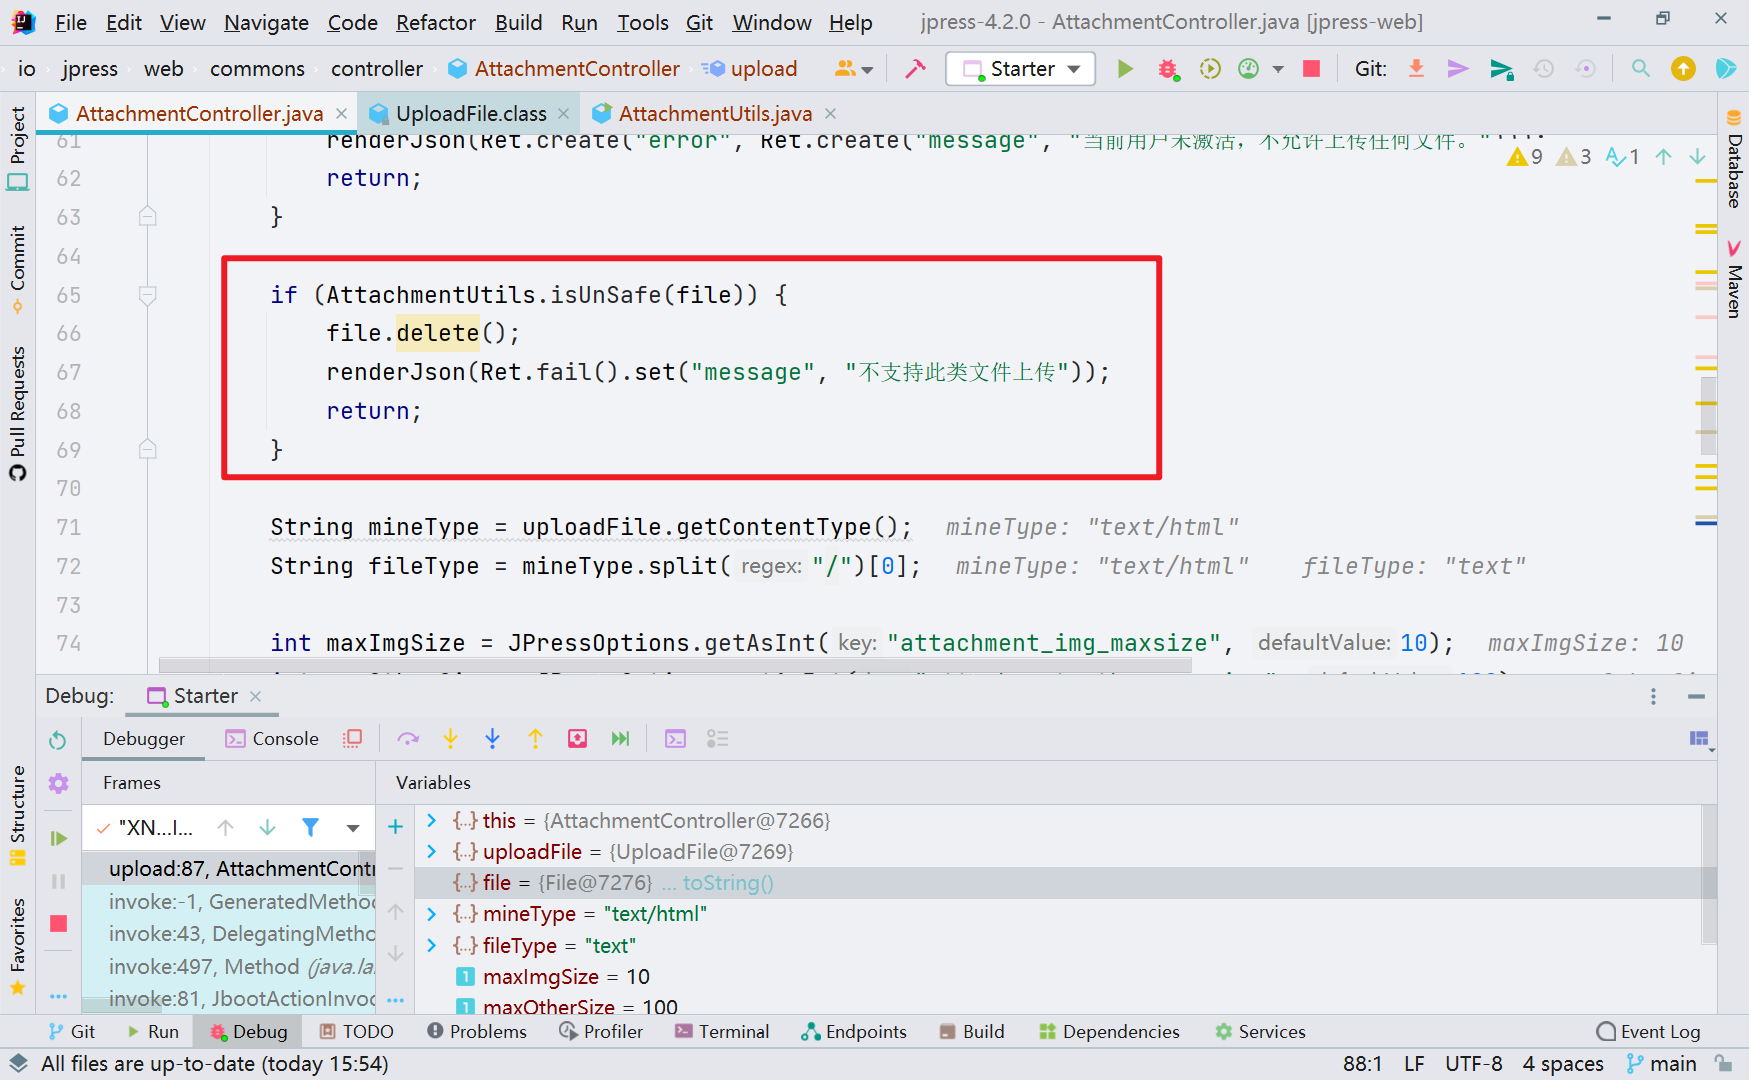 File Edit View Navigate Code Refactor Build Run Tools Git Window Help jpress-4.2.0 - AttachmentController.java [jpress-web]
io jpress web commons controller AttachmentController upload Starter Git:
AttachmentController.java UploadFile.class AttachmentUtils.java
61 renderJson(Ret.create("error", Ret.create("message", "当前用户未激活，不允许上传任何文件。")));
9 3 1
62 return;
63 }
64
65 if (AttachmentUtils.isUnSafe(file)) {
66 file.delete();
67 renderJson(Ret.fail().set("message", "不支持此类文件上传"));
68 return;
69 }
70
71 String mineType = uploadFile.getContentType(); mineType: "text/html"
72 String fileType = mineType.split( regex: "/")[0]; mineType: "text/html" fileType: "text"
73
74 int maxImgSize = JPressOptions.getAsInt( key: "attachment_img_maxsize", defaultValue: 10); maxImgSize: 10
Project
Commit
Pull Requests
Structure
Favorites
Database
Maven
Debug: Starter
Debugger Console
Frames Variables
"XN...I...
upload:87, AttachmentContr
invoke:-1, GeneratedMethod
invoke:43, DelegatingMetho
invoke:497, Method (java.la
invoke:81, JbootActionInvoc
this = {AttachmentController@7266}
uploadFile = {UploadFile@7269}
file = {File@7276} ... toString()
mineType = "text/html"
fileType = "text"
maxImgSize = 10
maxOtherSize = 100
Git Run Debug TODO Problems Profiler Terminal Endpoints Build Dependencies Services Event Log
All files are up-to-date (today 15:54) 88:1 LF UTF-8 4 spaces main